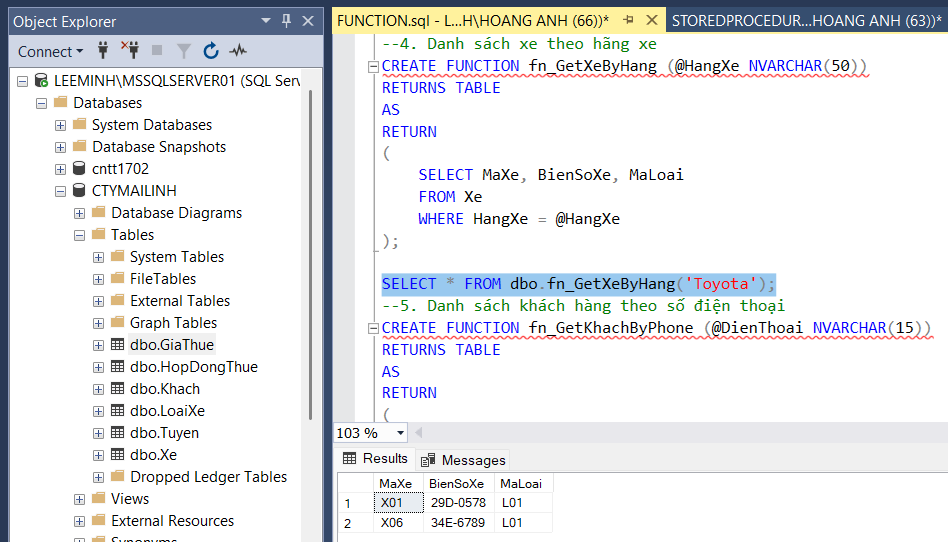 Object Explorer
Connect
LEEMINH\MSSQLSERVER01 (SQL Serv
Databases
System Databases
Database Snapshots
cntt1702
CTYMAILINH
Database Diagrams
Tables
System Tables
FileTables
External Tables
Graph Tables
dbo.GiaThue
dbo.HopDongThue
dbo.Khach
dbo.LoaiXe
dbo.Tuyen
dbo.Xe
Dropped Ledger Tables
Views
External Resources
Synonyms
FUNCTION.sql - L...H\HOANG ANH (66))*
STOREDPROCEDUR...HOANG ANH (63))*
--4. Danh sách xe theo hãng xe
CREATE FUNCTION fn_GetXeByHang (@HangXe NVARCHAR(50))
RETURNS TABLE
AS
RETURN
(
SELECT MaXe, BienSoXe, MaLoai
FROM Xe
WHERE HangXe = @HangXe
);
SELECT * FROM dbo.fn_GetXeByHang('Toyota');
--5. Danh sách khách hàng theo số điện thoại
CREATE FUNCTION fn_GetKhachByPhone (@DienThoai NVARCHAR(15))
RETURNS TABLE
AS
RETURN
(
103 %
Results Messages
MaXe BienSoXe MaLoai
1 X01 29D-0578 L01
2 X06 34E-6789 L01